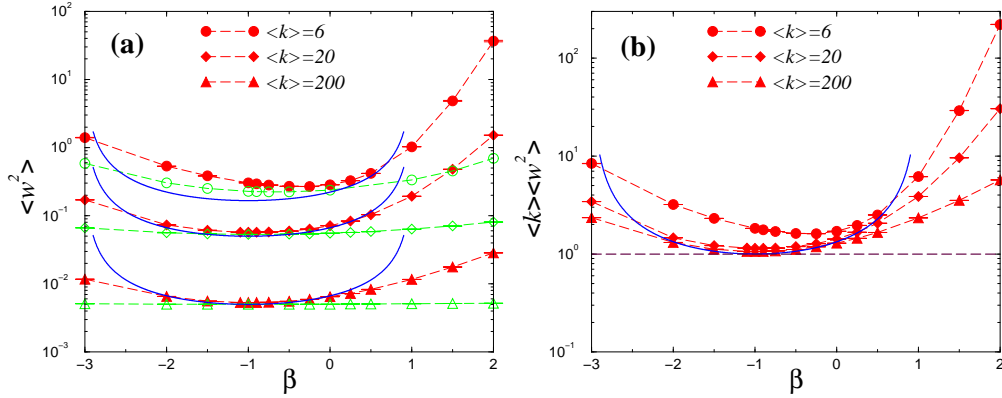 (a)
<k>=6
<k>=20
<k>=200
10^2
10^1
10^0
10^-1
10^-2
10^-3
<w^2>
−3 −2 −1 0 1 2
β
(b)
<k>=6
<k>=20
<k>=200
10^2
10^1
10^0
10^-1
<k><w^2>
−3 −2 −1 0 1 2
β